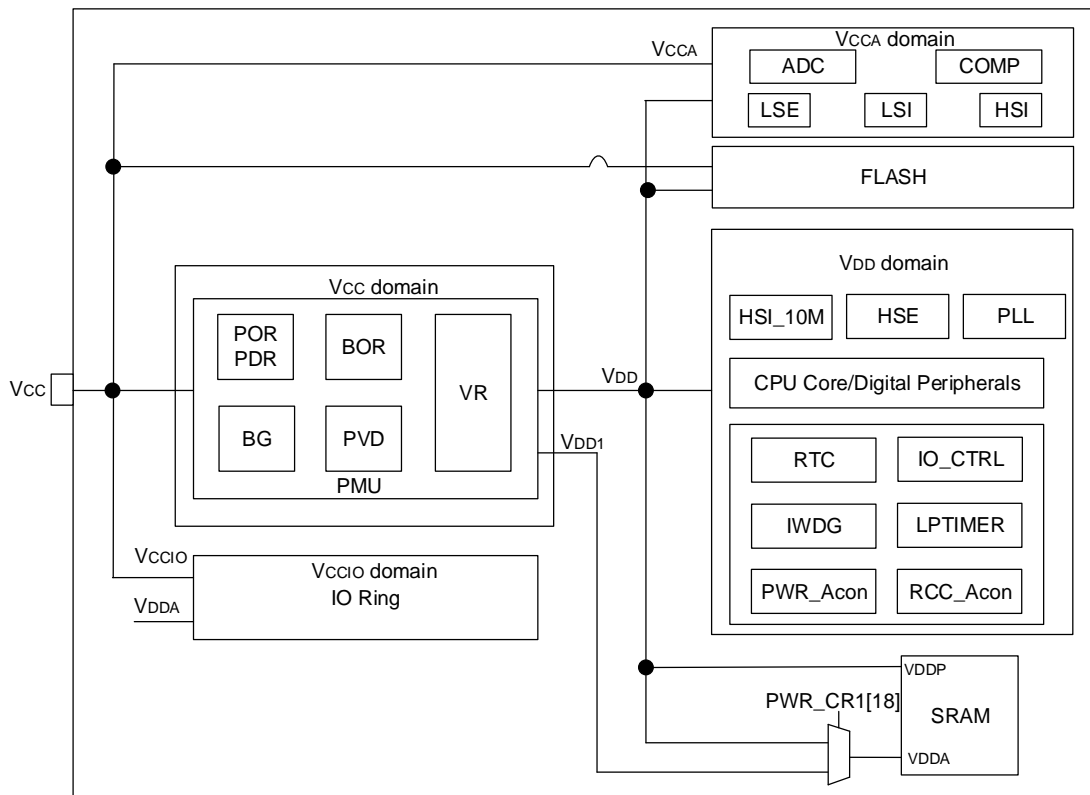 VCCA
VCCA domain
ADC
COMP
LSE
LSI
HSI
FLASH
VCC domain
POR
PDR
BOR
VR
BG
PVD
PMU
VCC
VDD
VDD1
VDD domain
HSI_10M
HSE
PLL
CPU Core/Digital Peripherals
RTC
IO_CTRL
IWDG
LPTIMER
PWR_Acon
RCC_Acon
VCCIO
VDDA
VCCIO domain
IO Ring
PWR_CR1[18]
VDDP
SRAM
VDDA